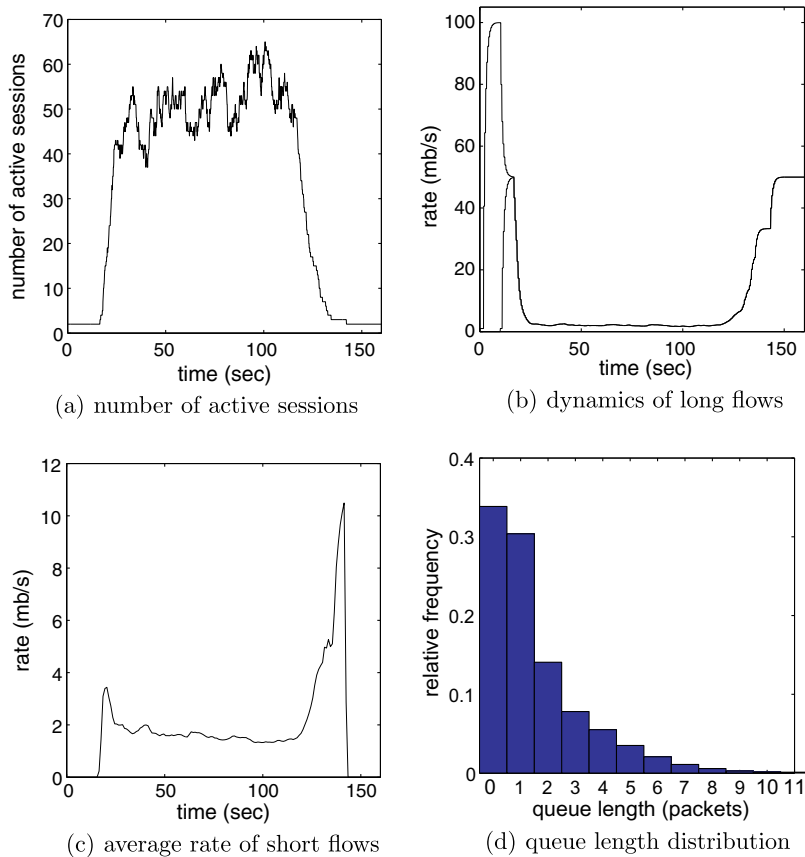 70
60
50
40
30
20
10
0
number of active sessions
0 50 100 150
time (sec)
(a) number of active sessions
100
80
60
40
20
0
rate (mb/s)
50 100 150
time (sec)
(b) dynamics of long flows
12
10
8
6
4
2
0
rate (mb/s)
0 50 100 150
time (sec)
(c) average rate of short flows
0.4
0.3
0.2
0.1
0
relative frequency
0 1 2 3 4 5 6 7 8 9 10 11
queue length (packets)
(d) queue length distribution